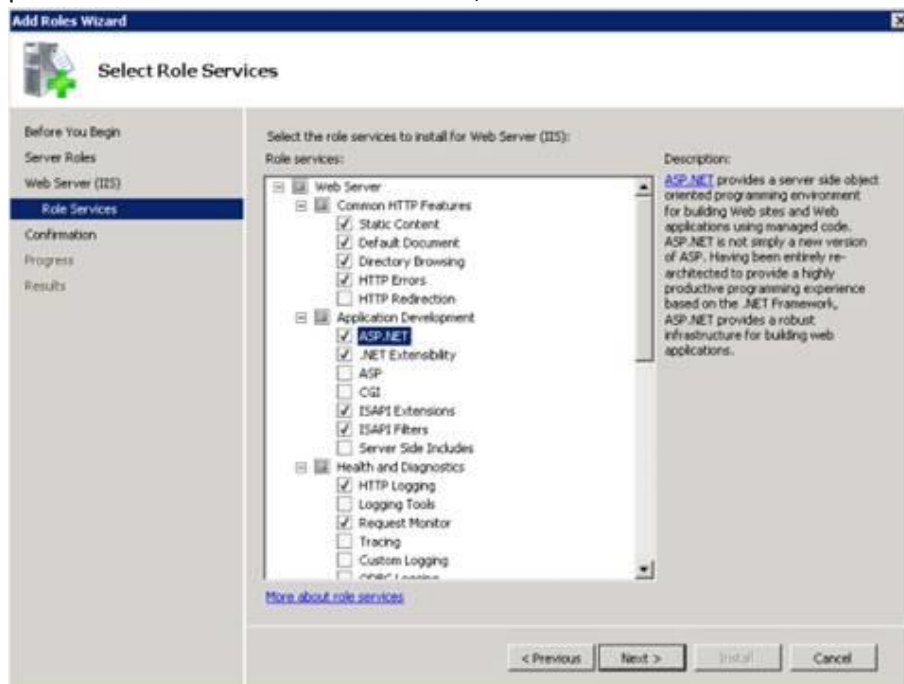 Add Roles Wizard
Select Role Services
Before You Begin
Server Roles
Web Server (IIS)
Role Services
Confirmation
Progress
Results
Select the role services to install for Web Server (IIS):
Role services:
Web Server
Common HTTP Features
Static Content
Default Document
Directory Browsing
HTTP Errors
HTTP Redirection
Application Development
ASP.NET
.NET Extensibility
ASP
CGI
ISAPI Extensions
ISAPI Filters
Server Side Includes
Health and Diagnostics
HTTP Logging
Logging Tools
Request Monitor
Tracing
Custom Logging
ODBC Logging
More about role services
Description:
ASP.NET provides a server side object
oriented programming environment
for building Web sites and Web
applications using managed code.
ASP.NET is not simply a new version
of ASP. Having been entirely re-
architected to provide a highly
productive programming experience
based on the .NET Framework,
ASP.NET provides a robust
infrastructure for building web
applications.
< Previous
Next >
Install
Cancel